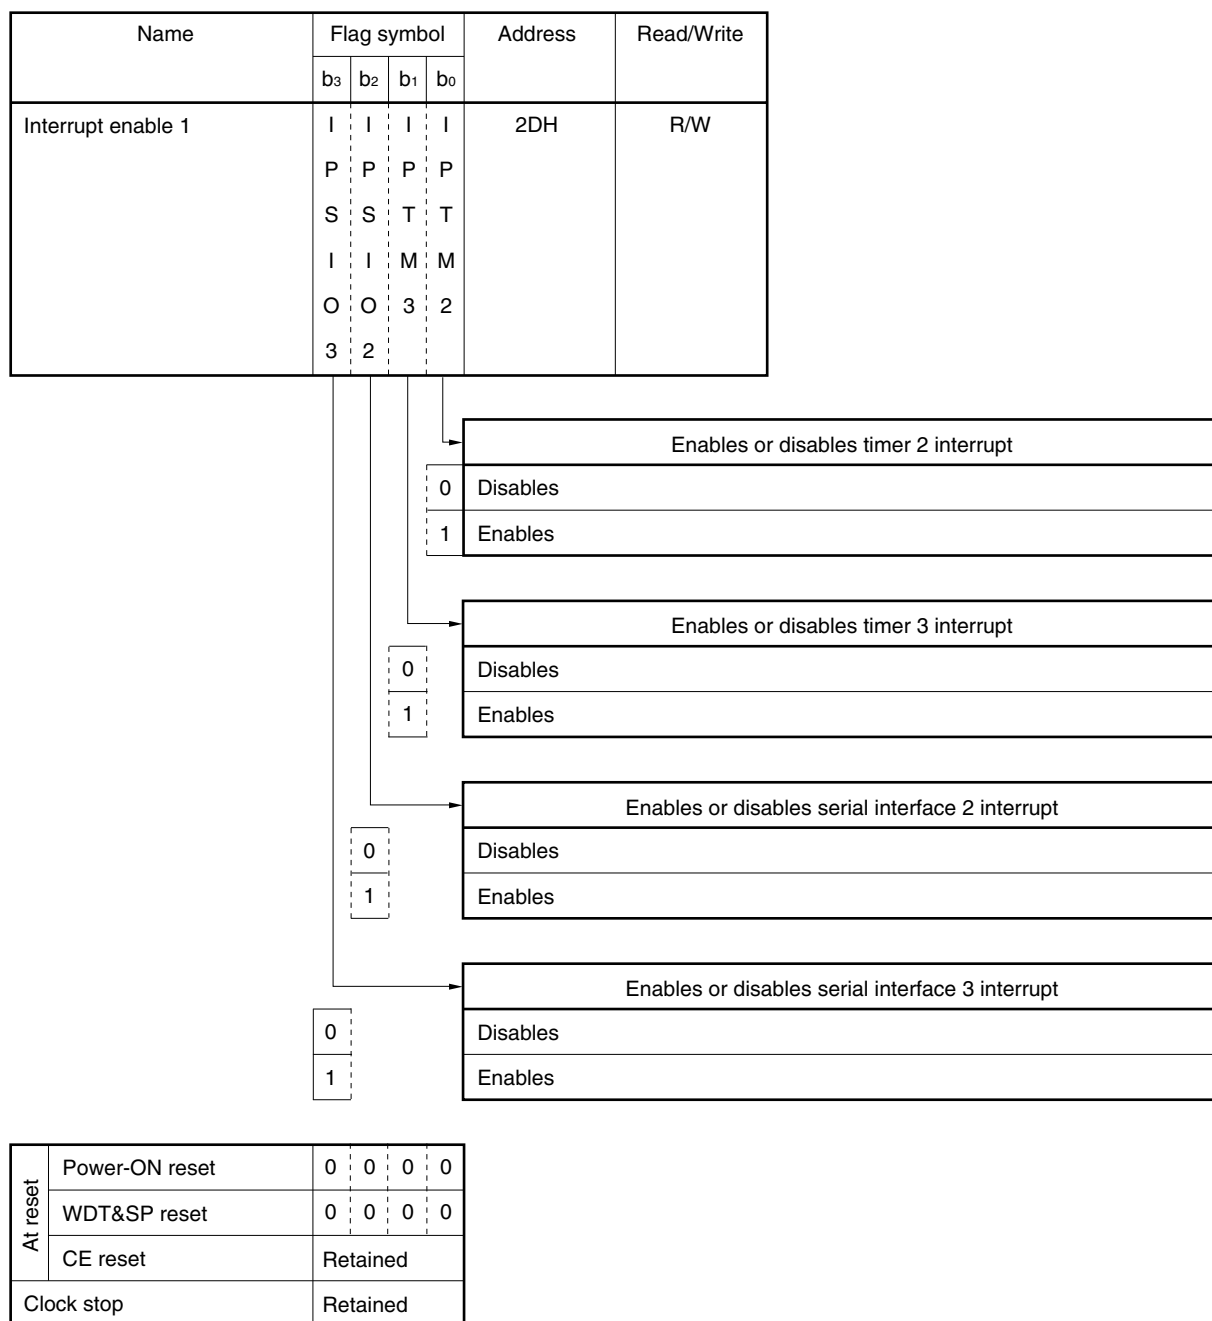 Name Flag symbol Address Read/Write
b3 b2 b1 b0
Interrupt enable 1 I I I I 2DH R/W
P P P P
S S T T
I I M M
O O 3 2
3 2
Enables or disables timer 2 interrupt
0 Disables
1 Enables
Enables or disables timer 3 interrupt
0 Disables
1 Enables
Enables or disables serial interface 2 interrupt
0 Disables
1 Enables
Enables or disables serial interface 3 interrupt
0 Disables
1 Enables
At reset
Power-ON reset 0 0 0 0
WDT&SP reset 0 0 0 0
CE reset Retained
Clock stop Retained